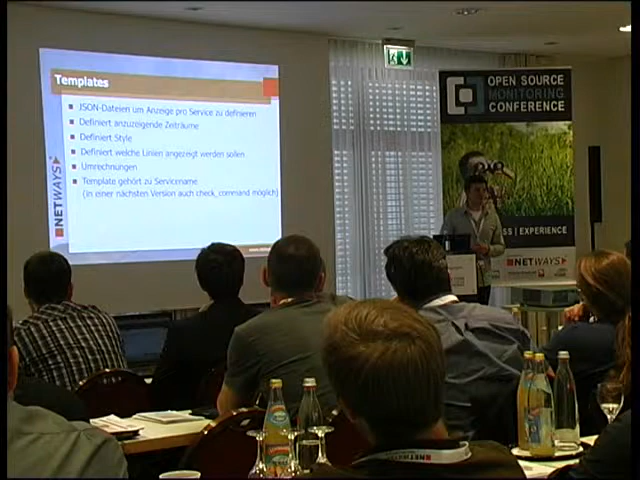 Templates
JSON-Dateien um Anzeige pro Service zu definieren
Definiert anzuzeigende Zeiträume
Definiert Style
Definiert welche Linien angezeigt werden sollen
Umrechnungen
Template gehört zu Servicename
(in einer nächsten Version auch check_command möglich)
NETWAYS
OPEN SOURCE
MONITORING
CONFERENCE
SS | EXPERIENCE
NETWAYS